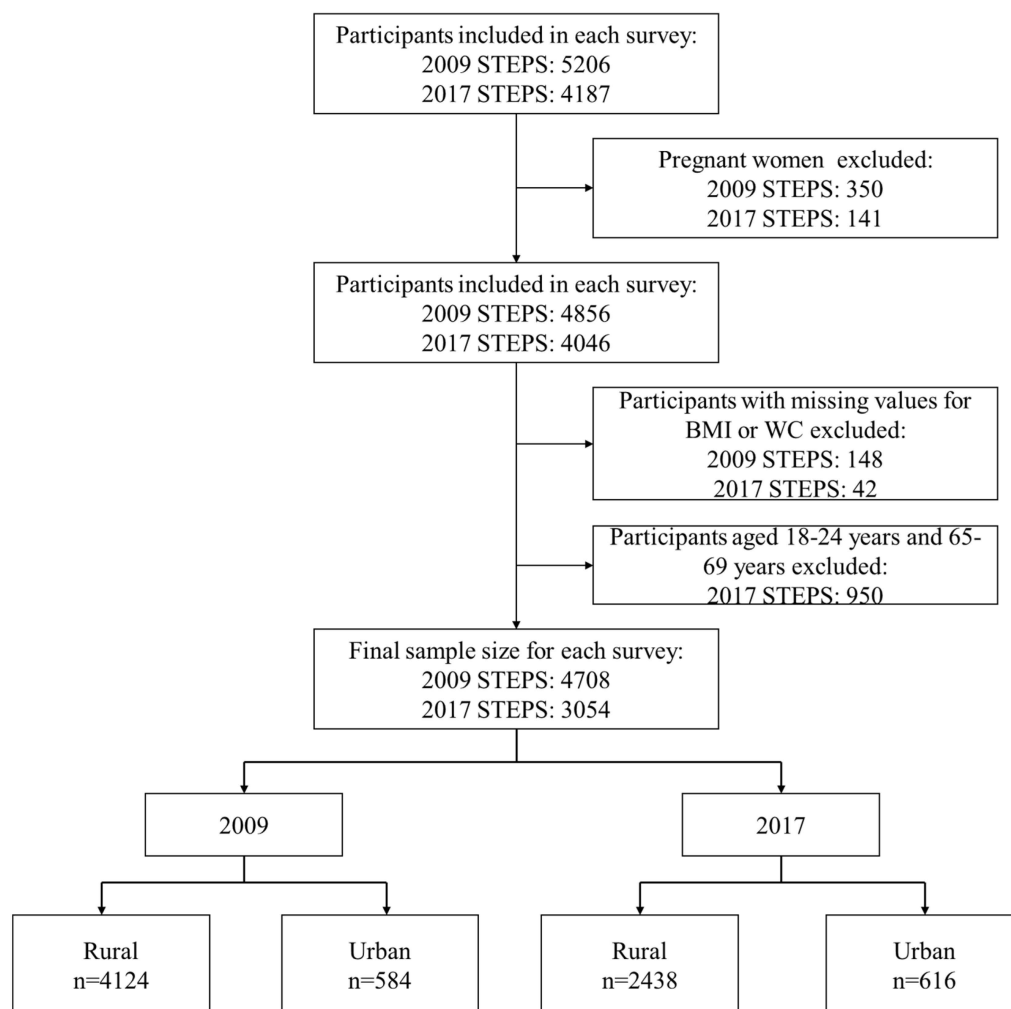 Participants included in each survey:
2009 STEPS: 5206
2017 STEPS: 4187
Pregnant women excluded:
2009 STEPS: 350
2017 STEPS: 141
Participants included in each survey:
2009 STEPS: 4856
2017 STEPS: 4046
Participants with missing values for
BMI or WC excluded:
2009 STEPS: 148
2017 STEPS: 42
Participants aged 18-24 years and 65-
69 years excluded:
2017 STEPS: 950
Final sample size for each survey:
2009 STEPS: 4708
2017 STEPS: 3054
2009
2017
Rural
n=4124
Urban
n=584
Rural
n=2438
Urban
n=616